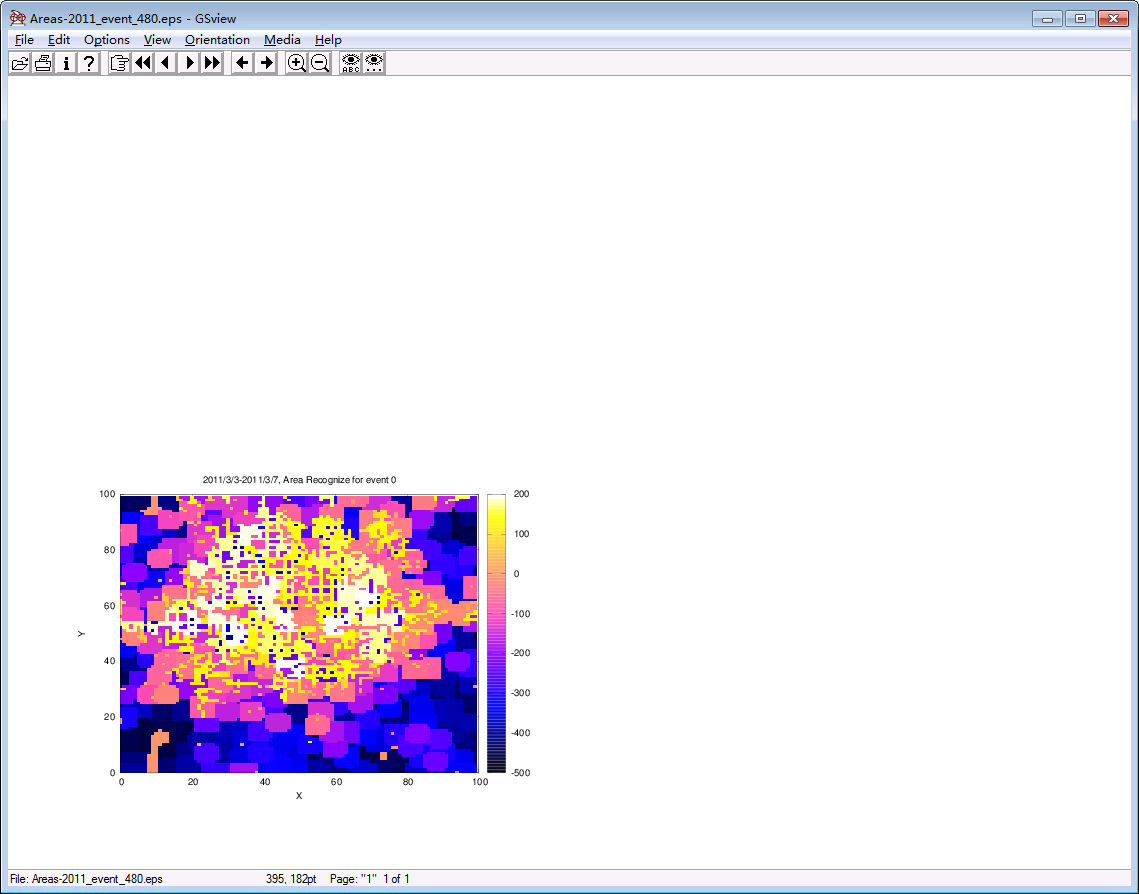 Areas-2011_event_480.eps - GSview
File Edit Options View Orientation Media Help
i ? ABC
2011/3/3-2011/3/7, Area Recognize for event 0
100
80
60
40
20
0
Y
0 20 40 60 80 100
X
200
100
0
-100
-200
-300
-400
-500
File: Areas-2011_event_480.eps 395, 182pt Page: "1" 1 of 1